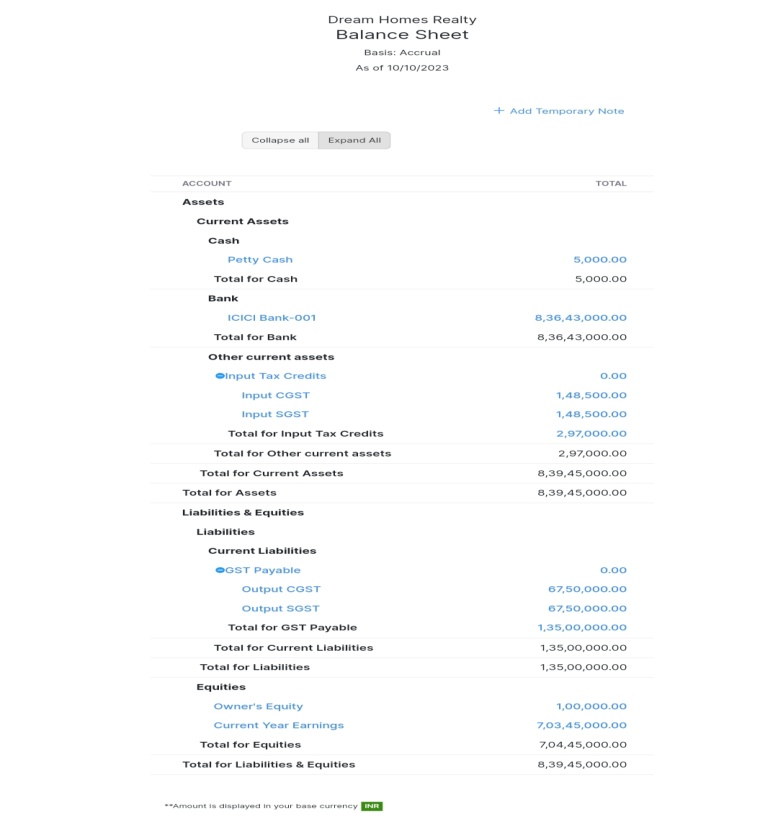 Dream Homes Realty
Balance Sheet
Basis: Accrual
As of 10/10/2023
+ Add Temporary Note
Collapse all Expand All
ACCOUNT TOTAL
Assets
Current Assets
Cash
Petty Cash 5,000.00
Total for Cash 5,000.00
Bank
ICICI Bank-001 8,36,43,000.00
Total for Bank 8,36,43,000.00
Other current assets
Input Tax Credits 0.00
Input CGST 1,48,500.00
Input SGST 1,48,500.00
Total for Input Tax Credits 2,97,000.00
Total for Other current assets 2,97,000.00
Total for Current Assets 8,39,45,000.00
Total for Assets 8,39,45,000.00
Liabilities & Equities
Liabilities
Current Liabilities
GST Payable 0.00
Output CGST 67,50,000.00
Output SGST 67,50,000.00
Total for GST Payable 1,35,00,000.00
Total for Current Liabilities 1,35,00,000.00
Total for Liabilities 1,35,00,000.00
Equities
Owner's Equity 1,00,000.00
Current Year Earnings 7,03,45,000.00
Total for Equities 7,04,45,000.00
Total for Liabilities & Equities 8,39,45,000.00
**Amount is displayed in your base currency INR